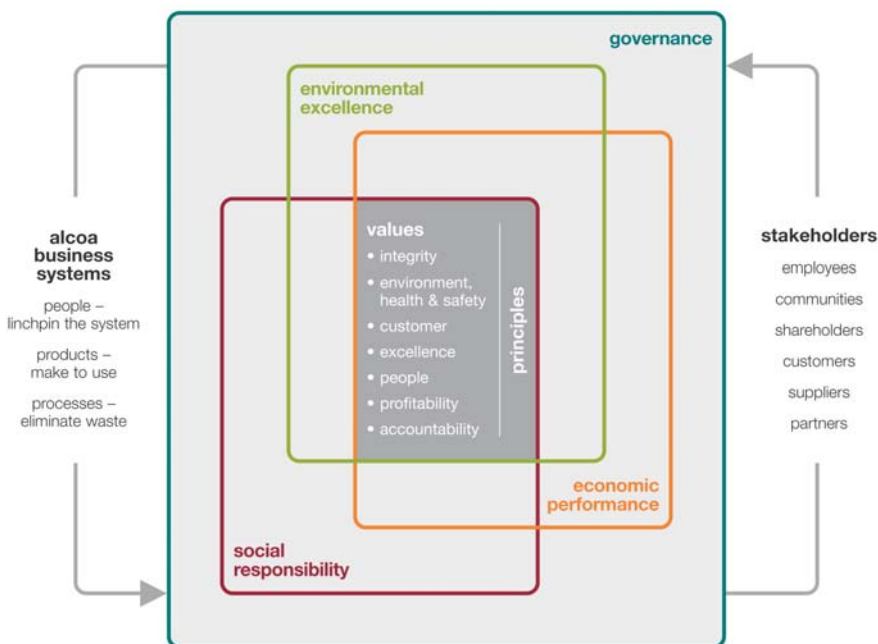 governance
environmental
excellence
alcoa
business
systems
people –
linchpin the system
products –
make to use
processes –
eliminate waste
values
• integrity
• environment,
health & safety
• customer
• excellence
• people
• profitability
• accountability
principles
stakeholders
employees
communities
shareholders
customers
suppliers
partners
economic
performance
social
responsibility